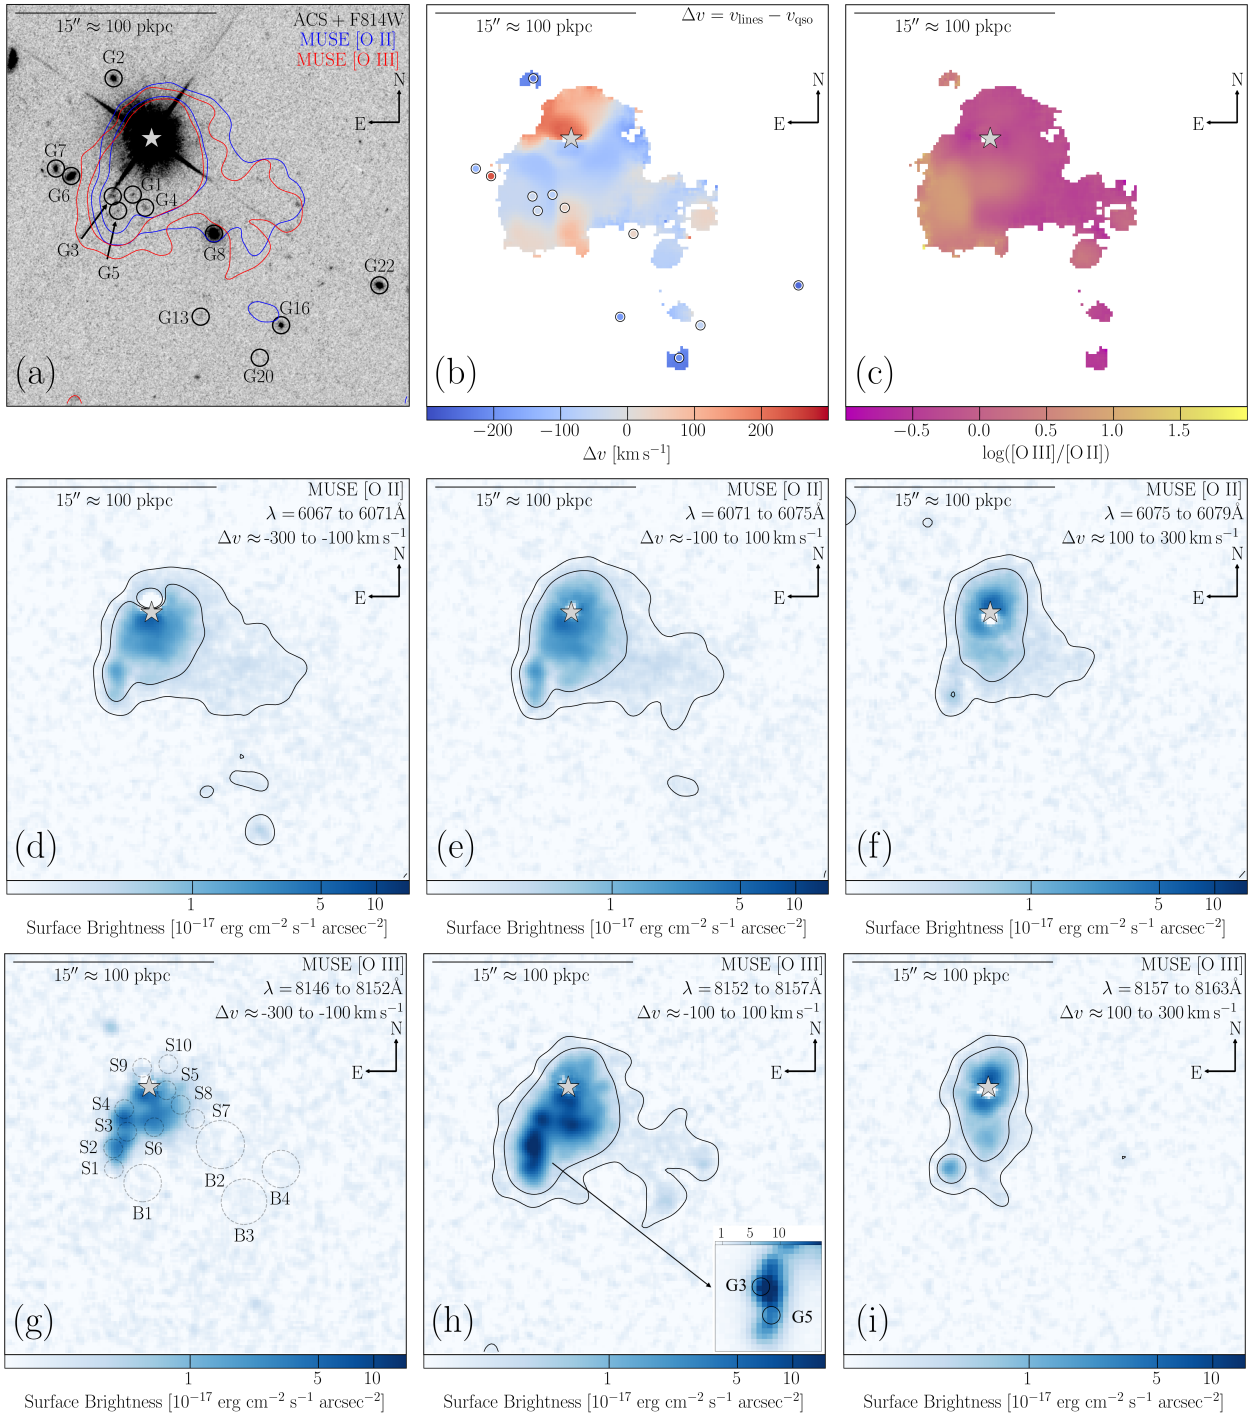 ACS + F814W
15″ ≈ 100 pkpc
MUSE [O II]
MUSE [O III]
G2
N
E
G7
G6
G1
G4
G3
G5
G8
G22
G13
G16
G20
(a)
Δv = v_lines − v_qso
15″ ≈ 100 pkpc
N
E
(b)
−200 −100 0 100 200
Δv [km s⁻¹]
15″ ≈ 100 pkpc
N
E
(c)
−0.5 0.0 0.5 1.0 1.5
log([O III]/[O II])
MUSE [O II]
15″ ≈ 100 pkpc
λ = 6067 to 6071Å
Δv ≈ -300 to -100 km s⁻¹
N
E
(d)
1 5 10
Surface Brightness [10⁻¹⁷ erg cm⁻² s⁻¹ arcsec⁻²]
MUSE [O II]
15″ ≈ 100 pkpc
λ = 6071 to 6075Å
Δv ≈ -100 to 100 km s⁻¹
N
E
(e)
1 5 10
Surface Brightness [10⁻¹⁷ erg cm⁻² s⁻¹ arcsec⁻²]
MUSE [O II]
15″ ≈ 100 pkpc
λ = 6075 to 6079Å
Δv ≈ 100 to 300 km s⁻¹
N
E
(f)
1 5 10
Surface Brightness [10⁻¹⁷ erg cm⁻² s⁻¹ arcsec⁻²]
MUSE [O III]
15″ ≈ 100 pkpc
λ = 8146 to 8152Å
Δv ≈ -300 to -100 km s⁻¹
N
E
S10
S9
S5
S4
S8
S3
S7
S2
S6
S1
B2
B4
B1
B3
(g)
1 5 10
Surface Brightness [10⁻¹⁷ erg cm⁻² s⁻¹ arcsec⁻²]
MUSE [O III]
15″ ≈ 100 pkpc
λ = 8152 to 8157Å
Δv ≈ -100 to 100 km s⁻¹
N
E
1 5 10
G3
G5
(h)
1 5 10
Surface Brightness [10⁻¹⁷ erg cm⁻² s⁻¹ arcsec⁻²]
MUSE [O III]
15″ ≈ 100 pkpc
λ = 8157 to 8163Å
Δv ≈ 100 to 300 km s⁻¹
N
E
(i)
1 5 10
Surface Brightness [10⁻¹⁷ erg cm⁻² s⁻¹ arcsec⁻²]